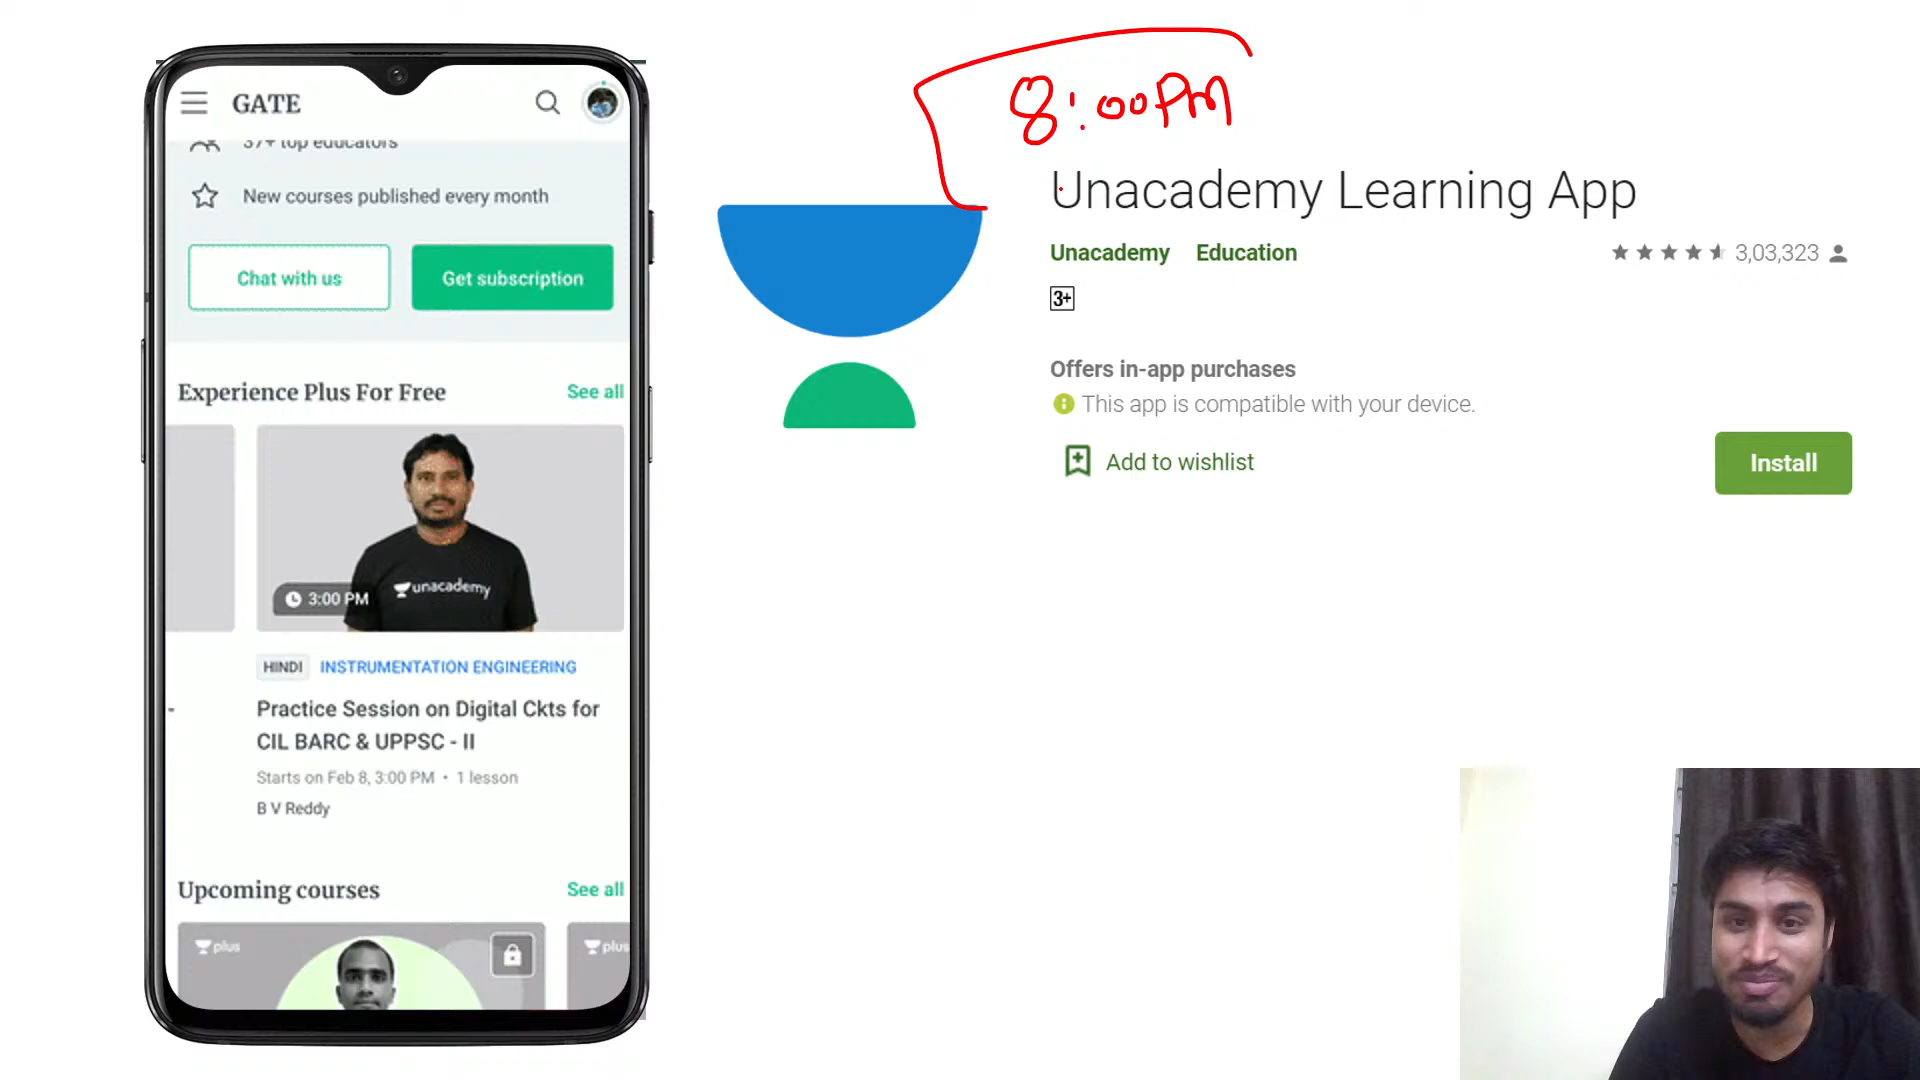 GATE
37+ top educators
New courses published every month
Chat with us
Get subscription
Experience Plus For Free
See all
unacademy
3:00 PM
HINDI
INSTRUMENTATION ENGINEERING
-
Practice Session on Digital Ckts for
CIL BARC & UPPSC - II
Starts on Feb 8, 3:00 PM • 1 lesson
B V Reddy
Upcoming courses
See all
plus
plus
8:00PM
Unacademy Learning App
Unacademy
Education
3,03,323
3+
Offers in-app purchases
This app is compatible with your device.
Add to wishlist
Install